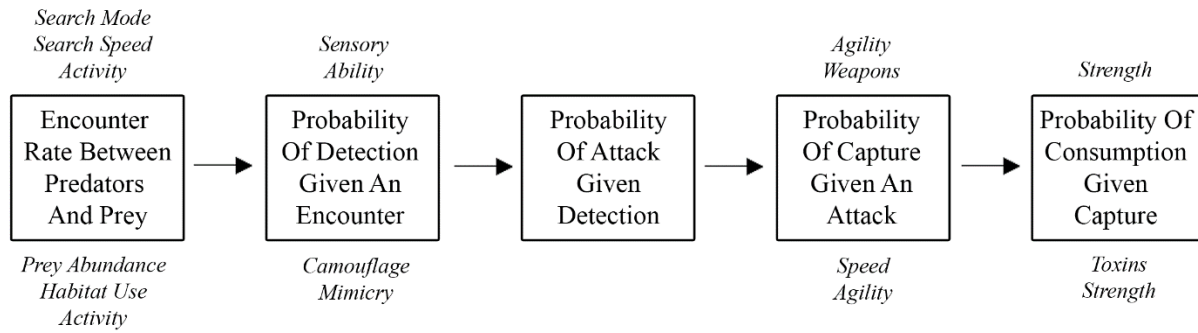 Search Mode
Search Speed
Activity
Sensory
Ability
Agility
Weapons
Strength
Encounter
Rate Between
Predators
And Prey
Probability
Of Detection
Given An
Encounter
Probability
Of Attack
Given
Detection
Probability
Of Capture
Given An
Attack
Probability Of
Consumption
Given
Capture
Prey Abundance
Habitat Use
Activity
Camouflage
Mimicry
Speed
Agility
Toxins
Strength